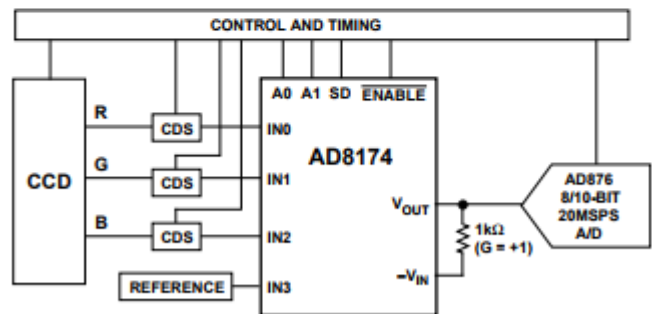 CONTROL AND TIMING
A0 A1 SD ENABLE
R
CDS
IN0
AD8174
G
CCD
CDS
IN1
AD876
8/10-BIT
20MSPS
A/D
VOUT
B
CDS
IN2
1kΩ
(G = +1)
–VIN
REFERENCE
IN3